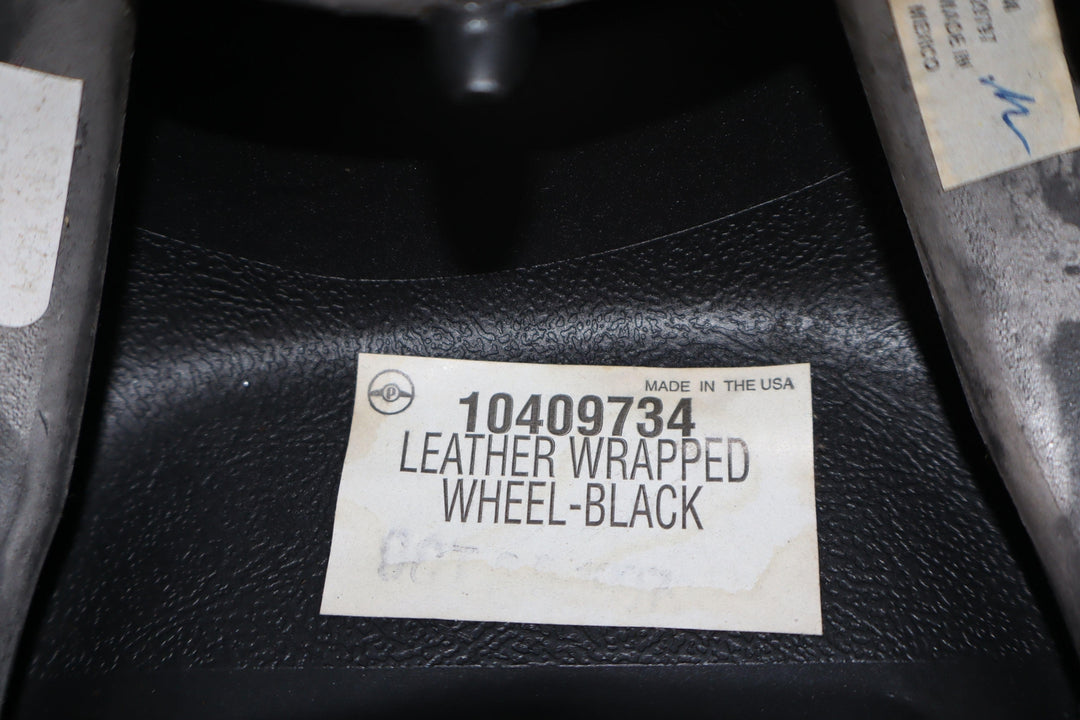 MADE IN THE USA
10409734
LEATHER WRAPPED
WHEEL-BLACK
MADE IN
MEXICO